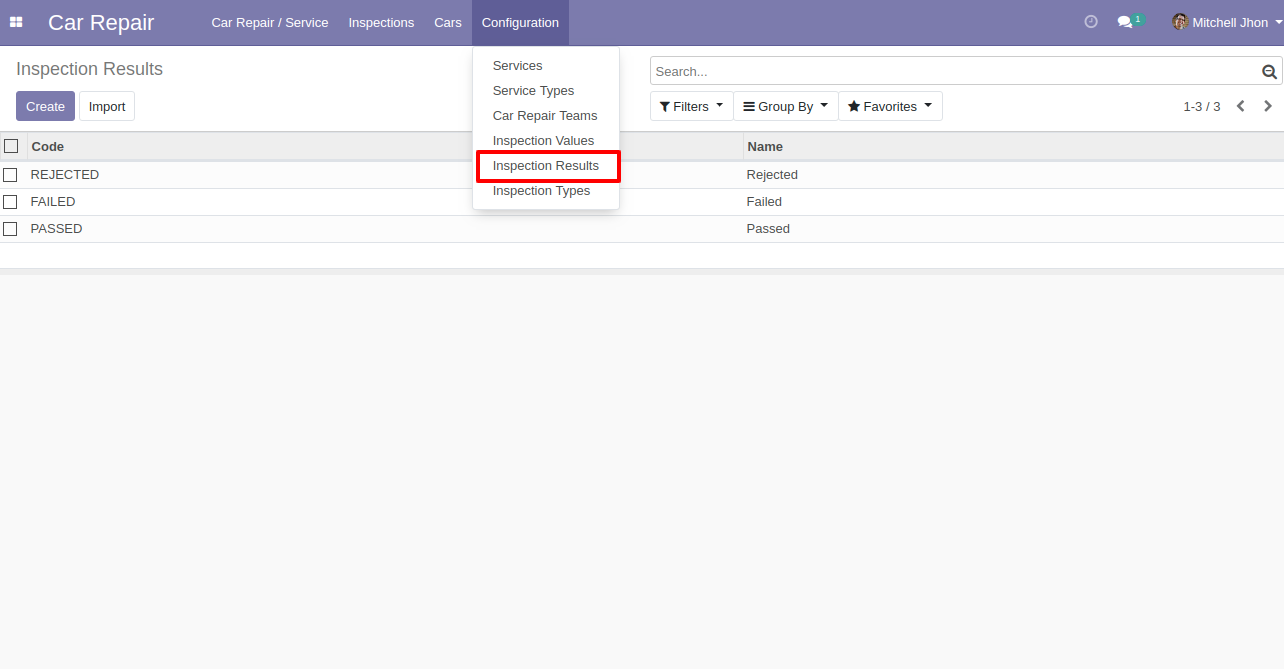 Car Repair Car Repair / Service Inspections Cars Configuration 1 Mitchell Jhon
Inspection Results
Search...
Create Import
Filters Group By Favorites 1-3 / 3
Services
Service Types
Car Repair Teams
Inspection Values
Inspection Results
Inspection Types
Code Name
REJECTED Rejected
FAILED Failed
PASSED Passed